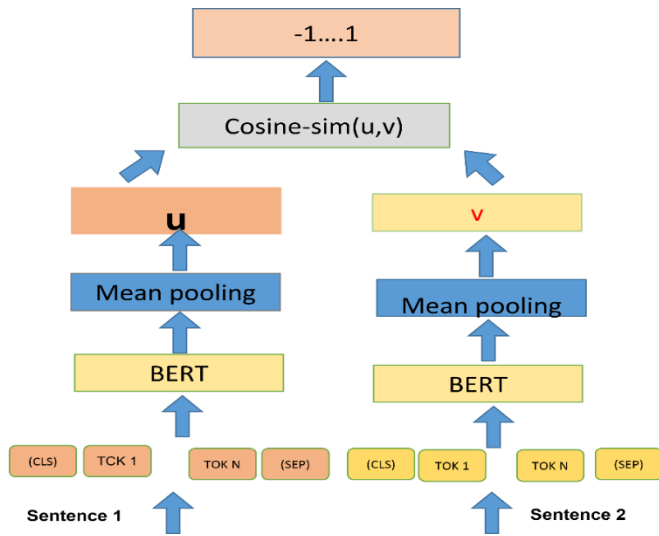 -1....1
Cosine-sim(u,v)
u
v
Mean pooling
Mean pooling
BERT
BERT
(CLS) TCK 1 TOK N (SEP) (CLS) TOK 1 TOK N (SEP)
Sentence 1
Sentence 2